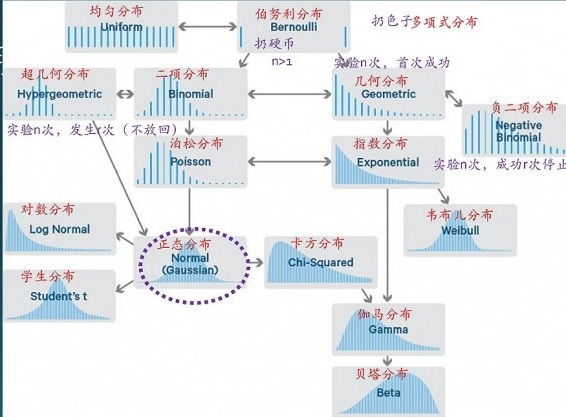 均匀分布
Uniform
伯努利分布
Bernoulli
扔色子多项式分布
扔硬币
n>1
实验n次，首次成功
超几何分布
Hypergeometric
二项分布
Binomial
几何分布
Geometric
负二项分布
Negative
Binomial
实验n次，发生r次（不放回）
实验n次，成功r次停止
泊松分布
Poisson
指数分布
Exponential
对数分布
Log Normal
正态分布
Normal
(Gaussian)
卡方分布
Chi-Squared
韦布儿分布
Weibull
学生分布
Student's t
伽马分布
Gamma
贝塔分布
Beta